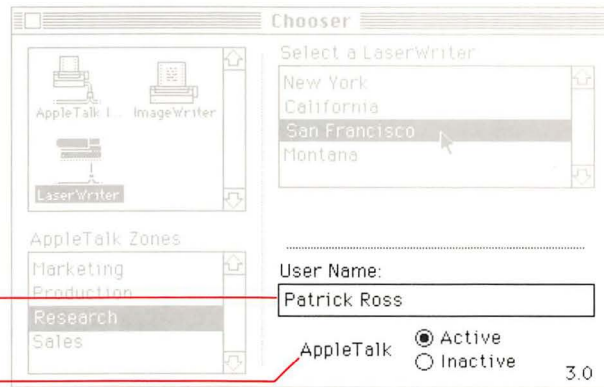 Chooser
AppleTalk I...
ImageWriter
LaserWriter
Select a LaserWriter
New York
California
San Francisco
Montana
AppleTalk Zones
Marketing
Production
Research
Sales
User Name:
Patrick Ross
AppleTalk
Active
Inactive
3.0